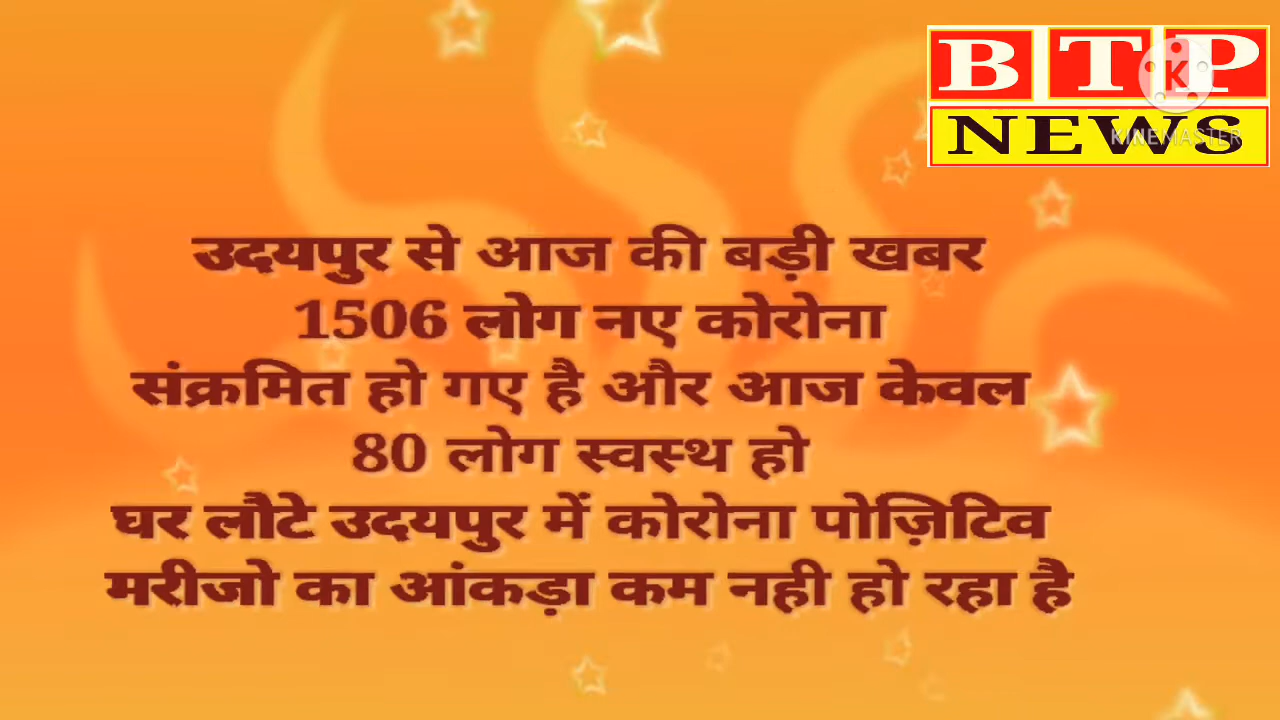 BTP
NEWS
K
KINEMASTER
उदयपुर से आज की बड़ी खबर
1506 लोग नए कोरोना
संक्रमित हो गए है और आज केवल
80 लोग स्वस्थ हो
घर लौटे उदयपुर में कोरोना पोज़िटिव
मरीजो का आंकड़ा कम नही हो रहा है